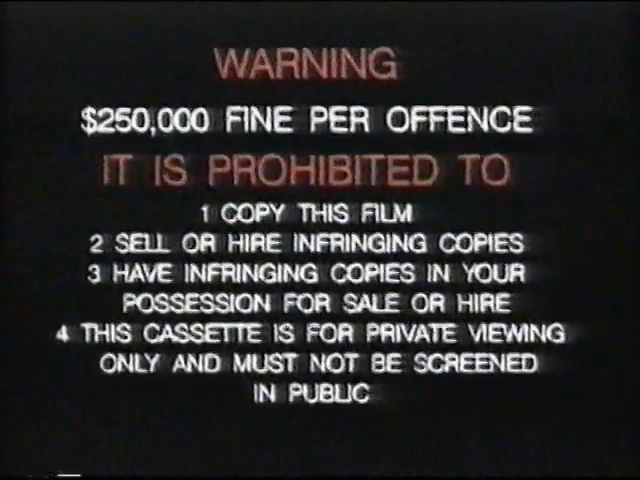 WARNING
$250,000 FINE PER OFFENCE
IT IS PROHIBITED TO
1 COPY THIS FILM
2 SELL OR HIRE INFRINGING COPIES
3 HAVE INFRINGING COPIES IN YOUR
POSSESSION FOR SALE OR HIRE
4 THIS CASSETTE IS FOR PRIVATE VIEWING
ONLY AND MUST NOT BE SCREENED
IN PUBLIC